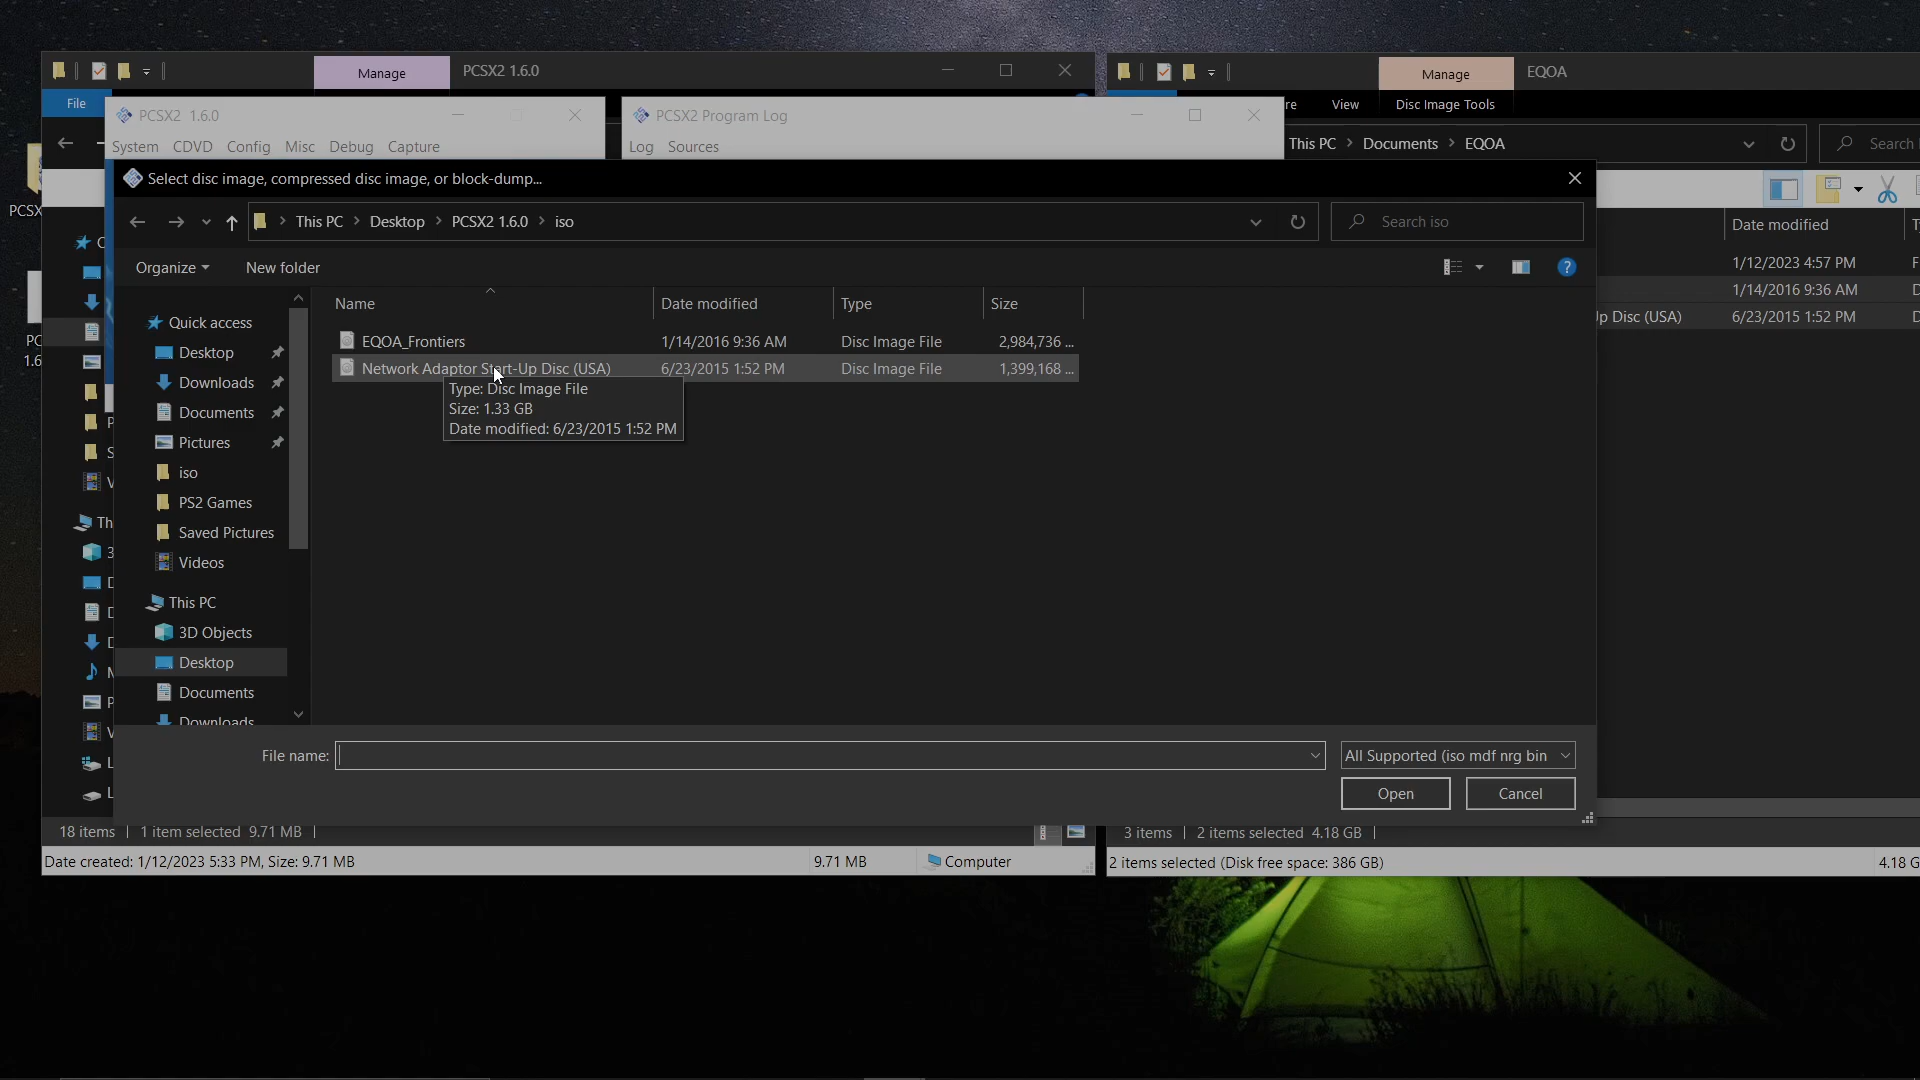 Manage
PCSX2 1.6.0
Manage
EQOA
File
View
Disc Image Tools
PCSX2 1.6.0
PCSX2 Program Log
System CDVD Config Misc Debug Capture
Log Sources
This PC > Documents > EQOA
Search
Select disc image, compressed disc image, or block-dump...
This PC > Desktop > PCSX2 1.6.0 > iso
Search iso
Date modified
Organize
New folder
1/12/2023 4:57 PM
1/14/2016 9:36 AM
Disc (USA)
6/23/2015 1:52 PM
Name
Date modified
Type
Size
EQOA_Frontiers
1/14/2016 9:36 AM
Disc Image File
2,984,736 ...
Network Adaptor Start-Up Disc (USA)
6/23/2015 1:52 PM
Disc Image File
1,399,168 ...
Type: Disc Image File
Size: 1.33 GB
Date modified: 6/23/2015 1:52 PM
Quick access
Desktop
Downloads
Documents
Pictures
iso
PS2 Games
Saved Pictures
Videos
This PC
3D Objects
Desktop
Documents
Downloads
File name:
All Supported (iso mdf nrg bin
Open
Cancel
18 items
1 item selected 9.71 MB
3 items
2 items selected 4.18 GB
Date created: 1/12/2023 5:33 PM, Size: 9.71 MB
9.71 MB
Computer
2 items selected (Disk free space: 386 GB)
4.18 G